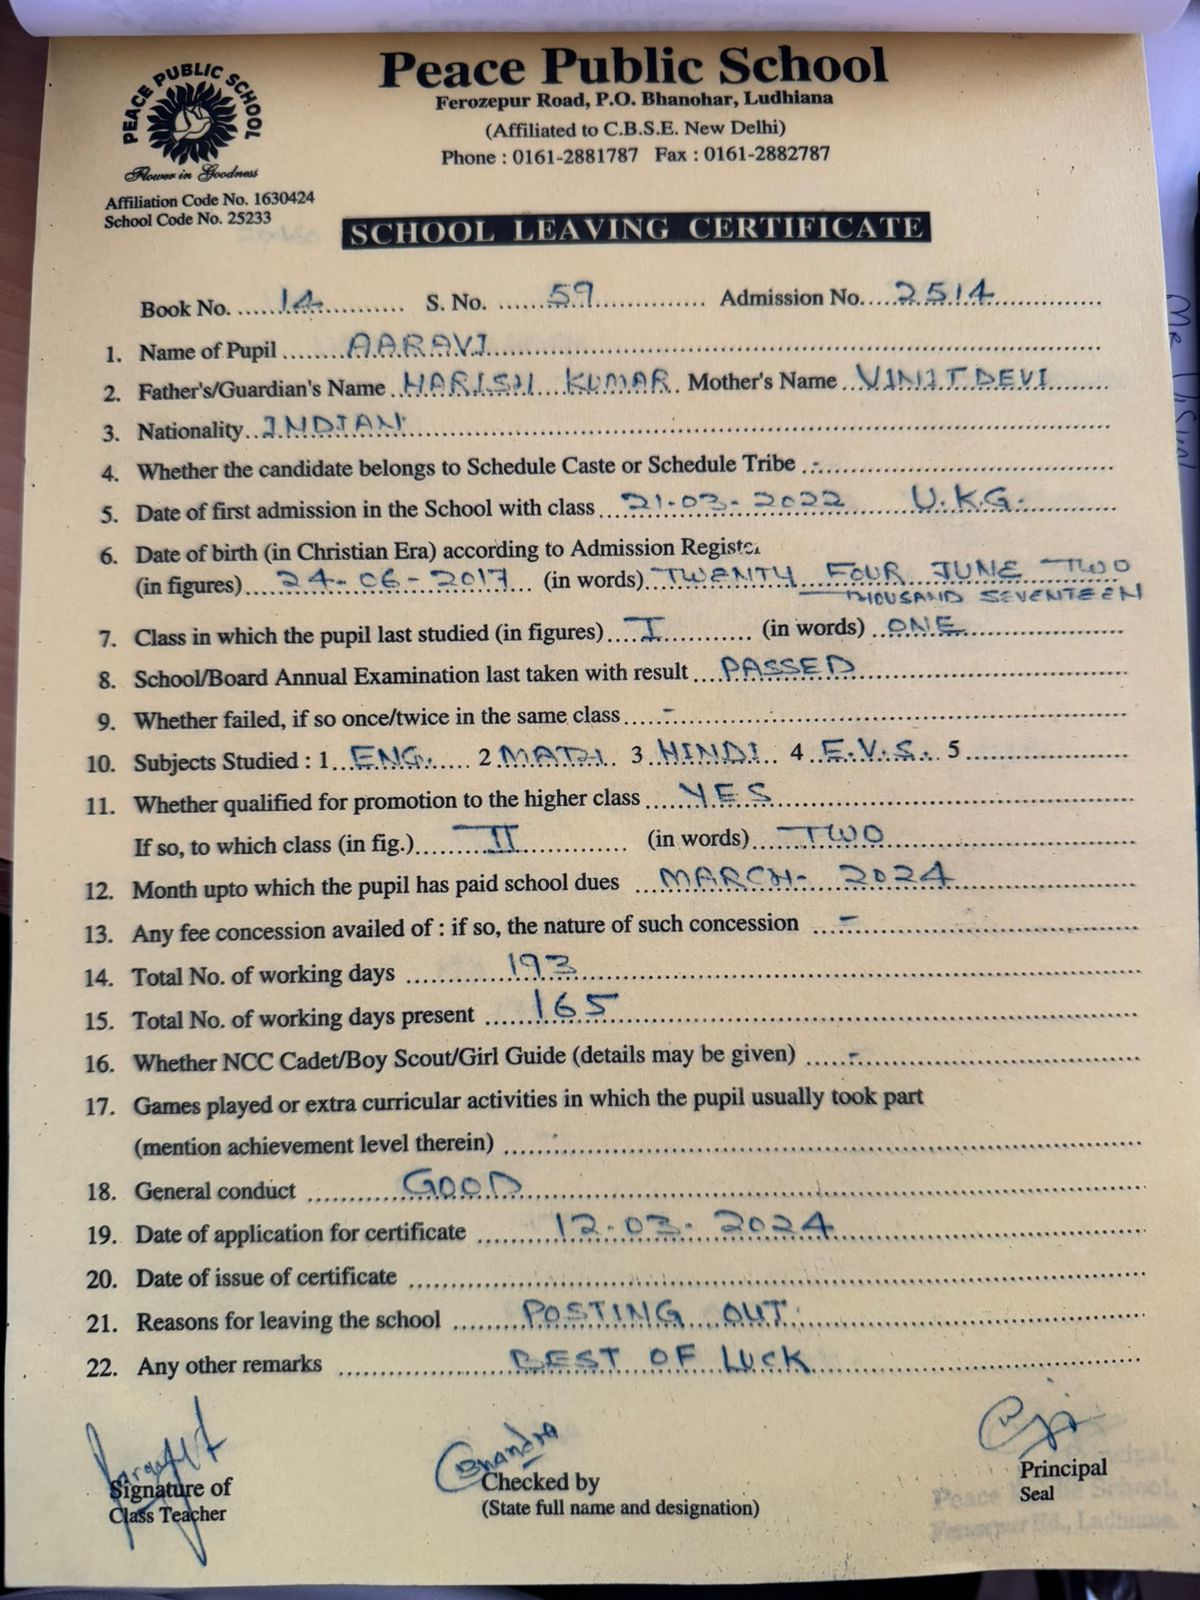 PEACE PUBLIC SCHOOL
Flower in Goodness
Affiliation Code No. 1630424
School Code No. 25233
Peace Public School
Ferozepur Road, P.O. Bhanohar, Ludhiana
(Affiliated to C.B.S.E. New Delhi)
Phone : 0161-2881787 Fax : 0161-2882787
SCHOOL LEAVING CERTIFICATE
Book No. 14 S. No. 59 Admission No. 2514
1. Name of Pupil AARAVI
2. Father's/Guardian's Name HARISH KUMAR Mother's Name VINIT DEVI
3. Nationality INDIAN
4. Whether the candidate belongs to Schedule Caste or Schedule Tribe -
5. Date of first admission in the School with class 21-03-2022 U.K.G.
6. Date of birth (in Christian Era) according to Admission Register
(in figures) 24-06-2017 (in words) TWENTY FOUR JUNE TWO
THOUSAND SEVENTEEN
7. Class in which the pupil last studied (in figures) I (in words) ONE
8. School/Board Annual Examination last taken with result PASSED
9. Whether failed, if so once/twice in the same class -
10. Subjects Studied : 1 ENG. 2 MATH 3 HINDI 4 E.V.S. 5
11. Whether qualified for promotion to the higher class YES
If so, to which class (in fig.) II (in words) TWO
12. Month upto which the pupil has paid school dues MARCH- 2024
13. Any fee concession availed of : if so, the nature of such concession -
14. Total No. of working days 193
15. Total No. of working days present 165
16. Whether NCC Cadet/Boy Scout/Girl Guide (details may be given) -
17. Games played or extra curricular activities in which the pupil usually took part
(mention achievement level therein)
18. General conduct GOOD
19. Date of application for certificate 12-03-2024
20. Date of issue of certificate
21. Reasons for leaving the school POSTING OUT.
22. Any other remarks BEST OF LUCK
Chandra
Signature of
Class Teacher
Checked by
(State full name and designation)
Principal
Seal
Principal,
Peace Public School,
Ferozepur Rd., Ludhiana